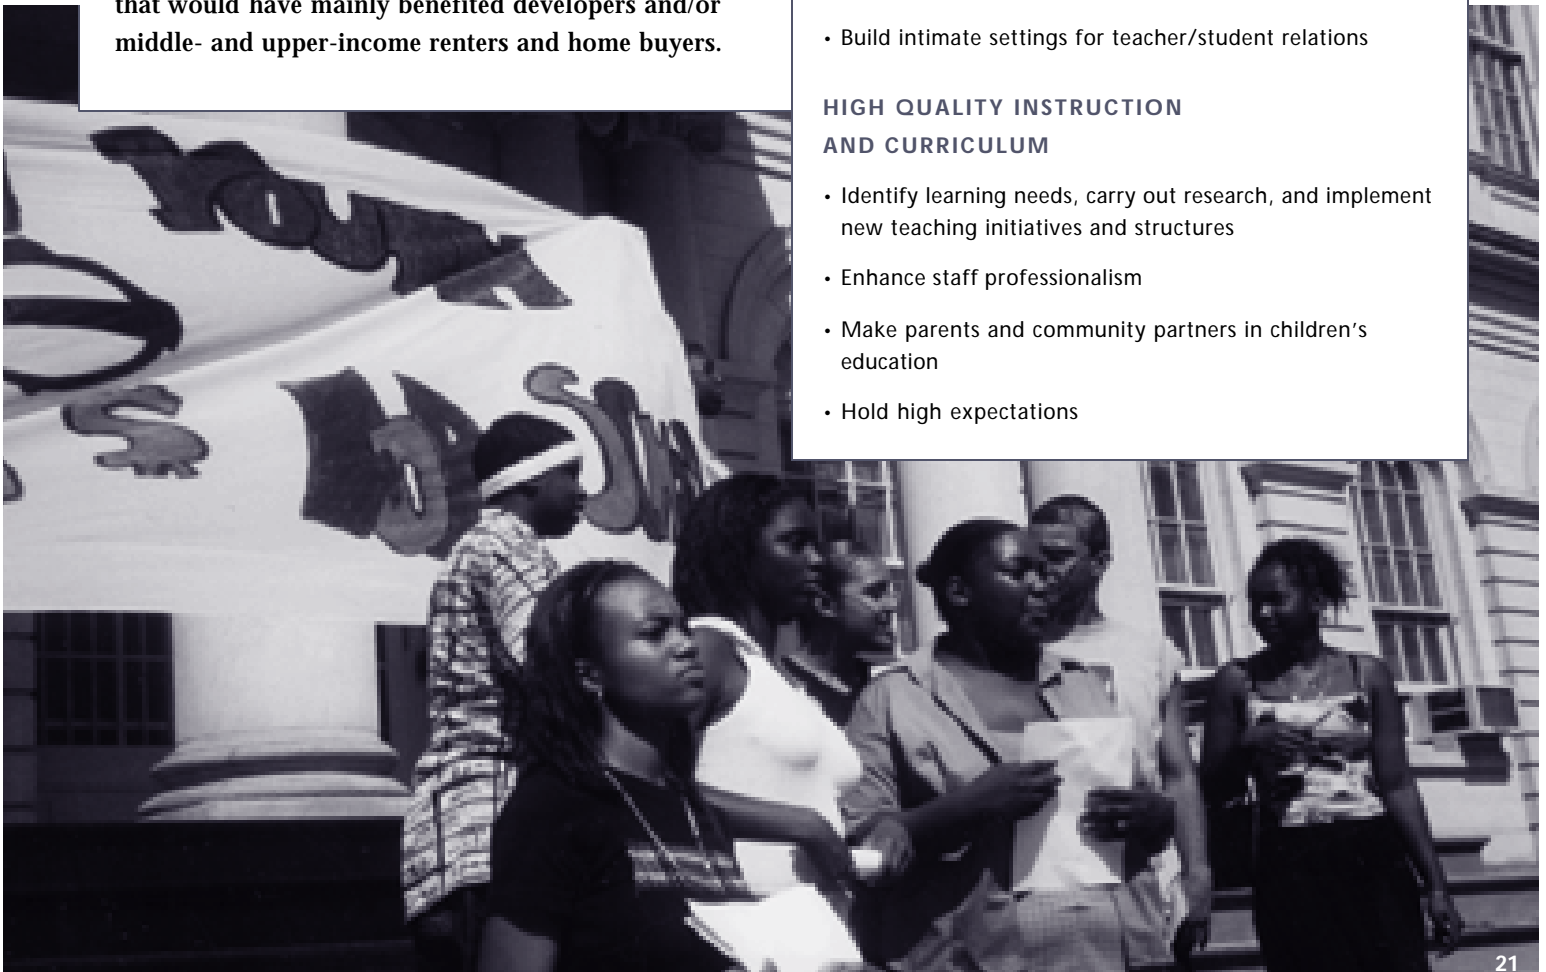 that would have mainly benefited developers and/or
middle- and upper-income renters and home buyers.
• Build intimate settings for teacher/student relations
HIGH QUALITY INSTRUCTION
AND CURRICULUM
• Identify learning needs, carry out research, and implement
new teaching initiatives and structures
• Enhance staff professionalism
• Make parents and community partners in children's
education
• Hold high expectations
21